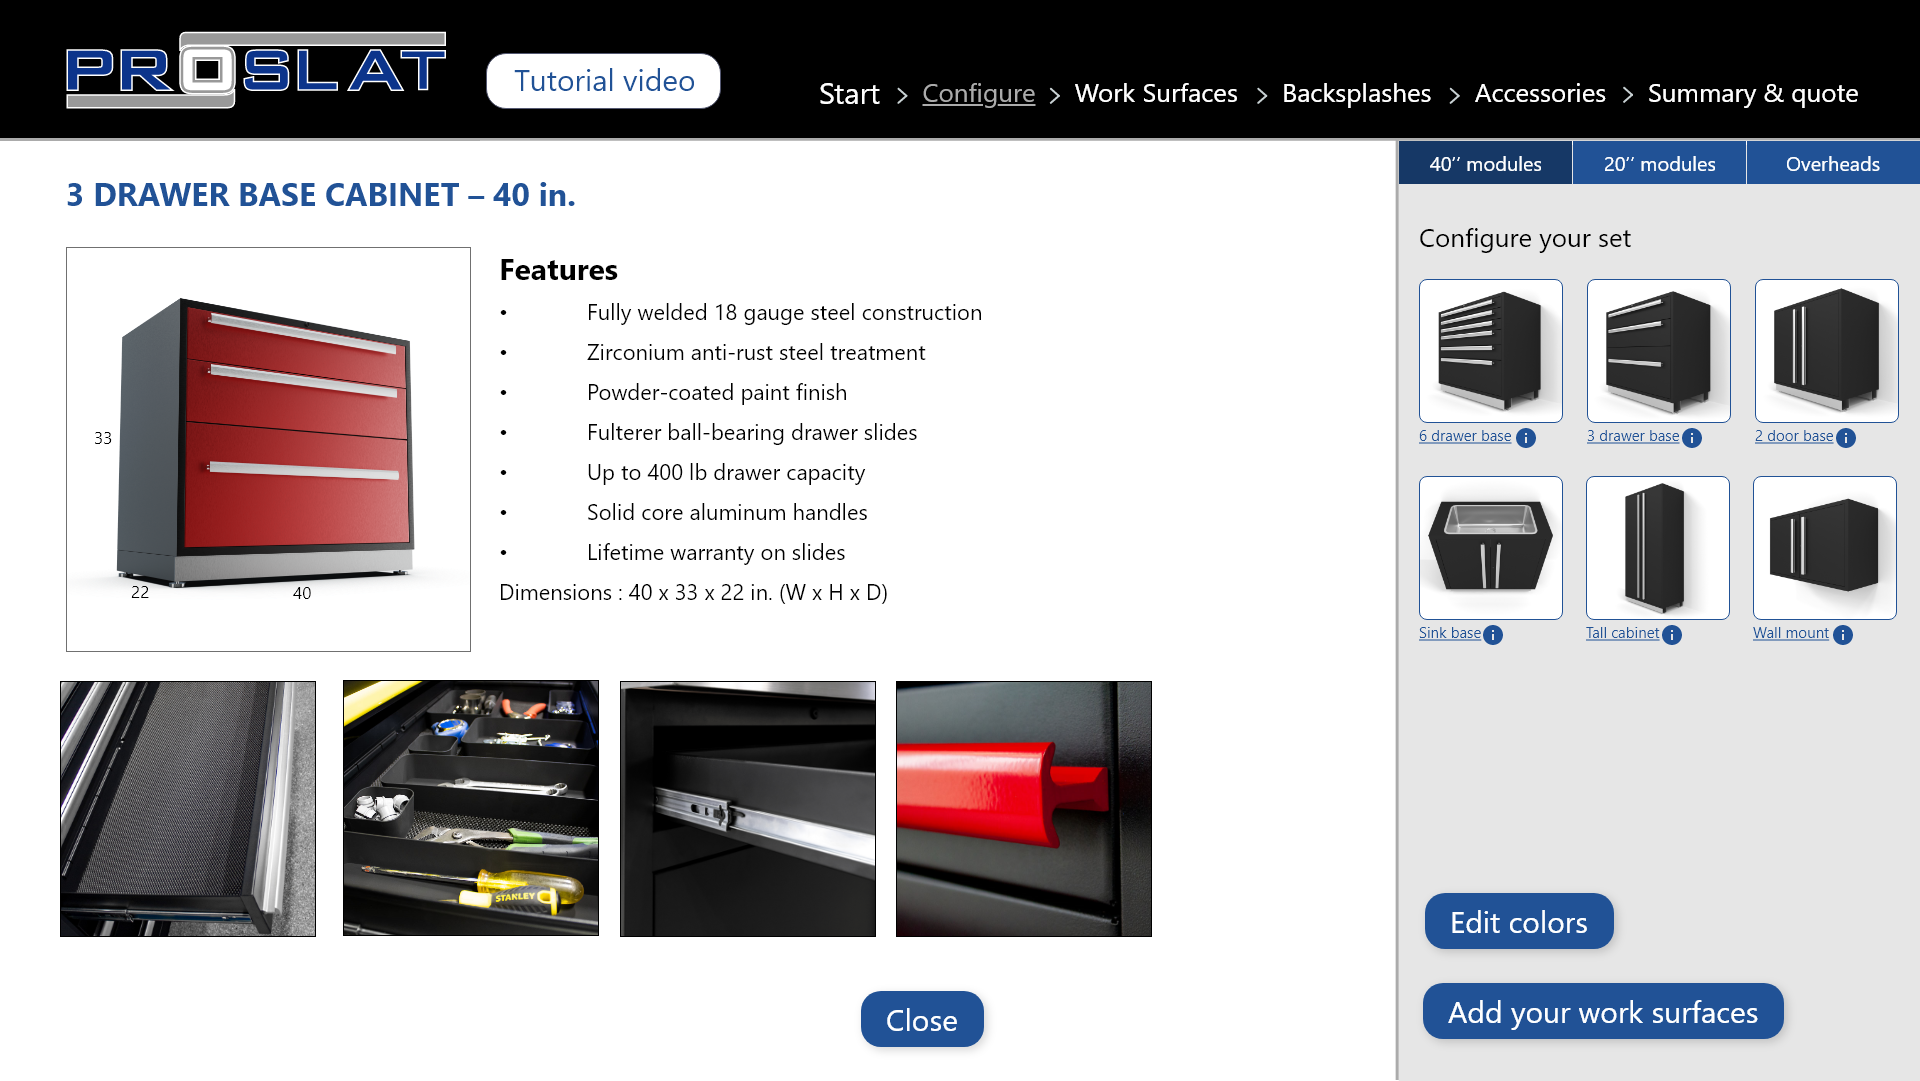 PROSLAT
Tutorial video
Start > Configure > Work Surfaces > Backsplashes > Accessories > Summary & quote
40’’ modules
20’’ modules
Overheads
3 DRAWER BASE CABINET – 40 in.
33
22
40
Features
• Fully welded 18 gauge steel construction
• Zirconium anti-rust steel treatment
• Powder-coated paint finish
• Fulterer ball-bearing drawer slides
• Up to 400 lb drawer capacity
• Solid core aluminum handles
• Lifetime warranty on slides
Dimensions : 40 x 33 x 22 in. (W x H x D)
STANLEY
Close
Configure your set
6 drawer base i
3 drawer base i
2 door base i
Sink base i
Tall cabinet i
Wall mount i
Edit colors
Add your work surfaces